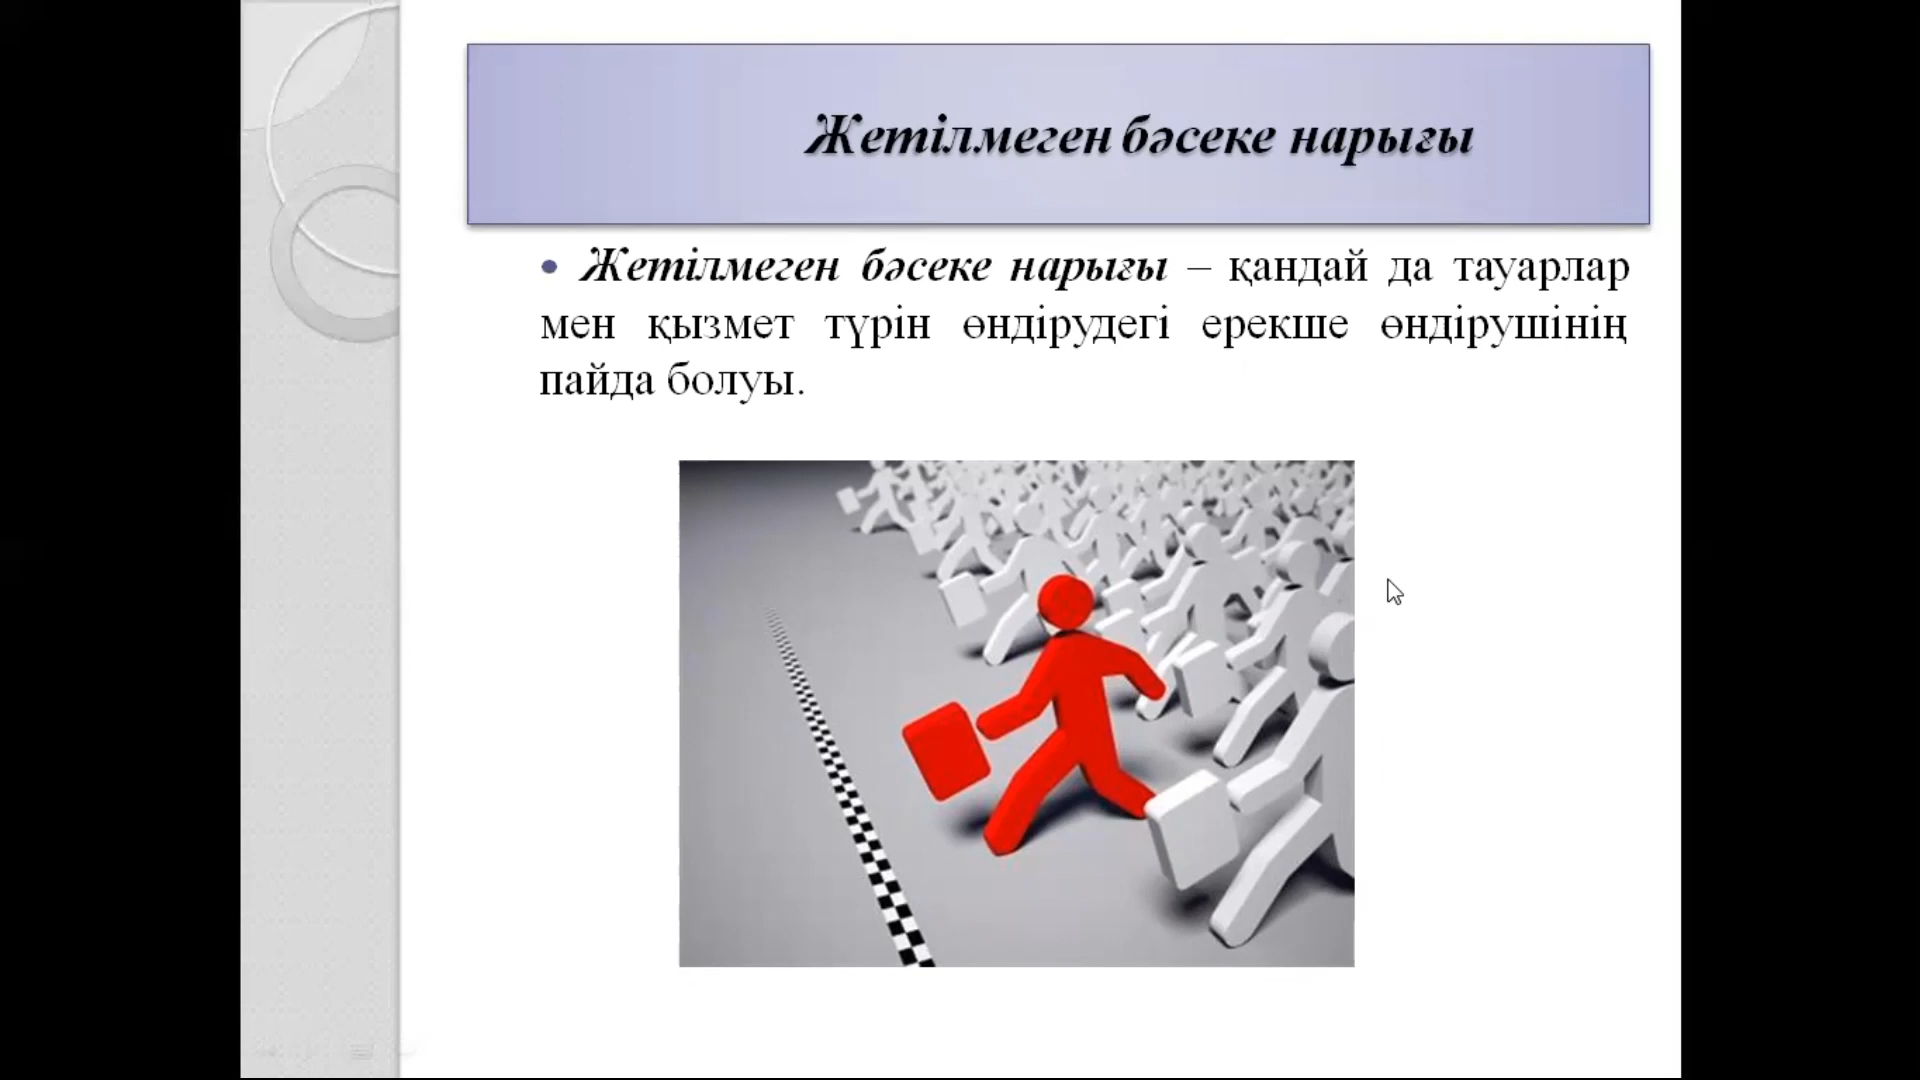 Жетілмеген бәсеке нарығы
• Жетілмеген бәсеке нарығы – қандай да тауарлар
мен қызмет түрін өндірудегі ерекше өндірушінің
пайда болуы.